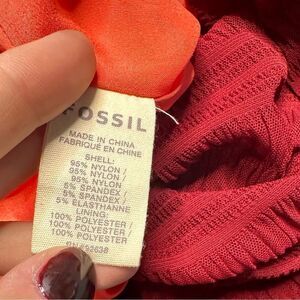 FOSSIL
MADE IN CHINA
FABRIQUÉ EN CHINE
SHELL:
95% NYLON /
95% NYLON /
95% NYLON
5% SPANDEX /
5% SPANDEX /
5% ELASTHANNE
LINING:
100% POLYESTER /
100% POLYESTER /
100% POLYESTER